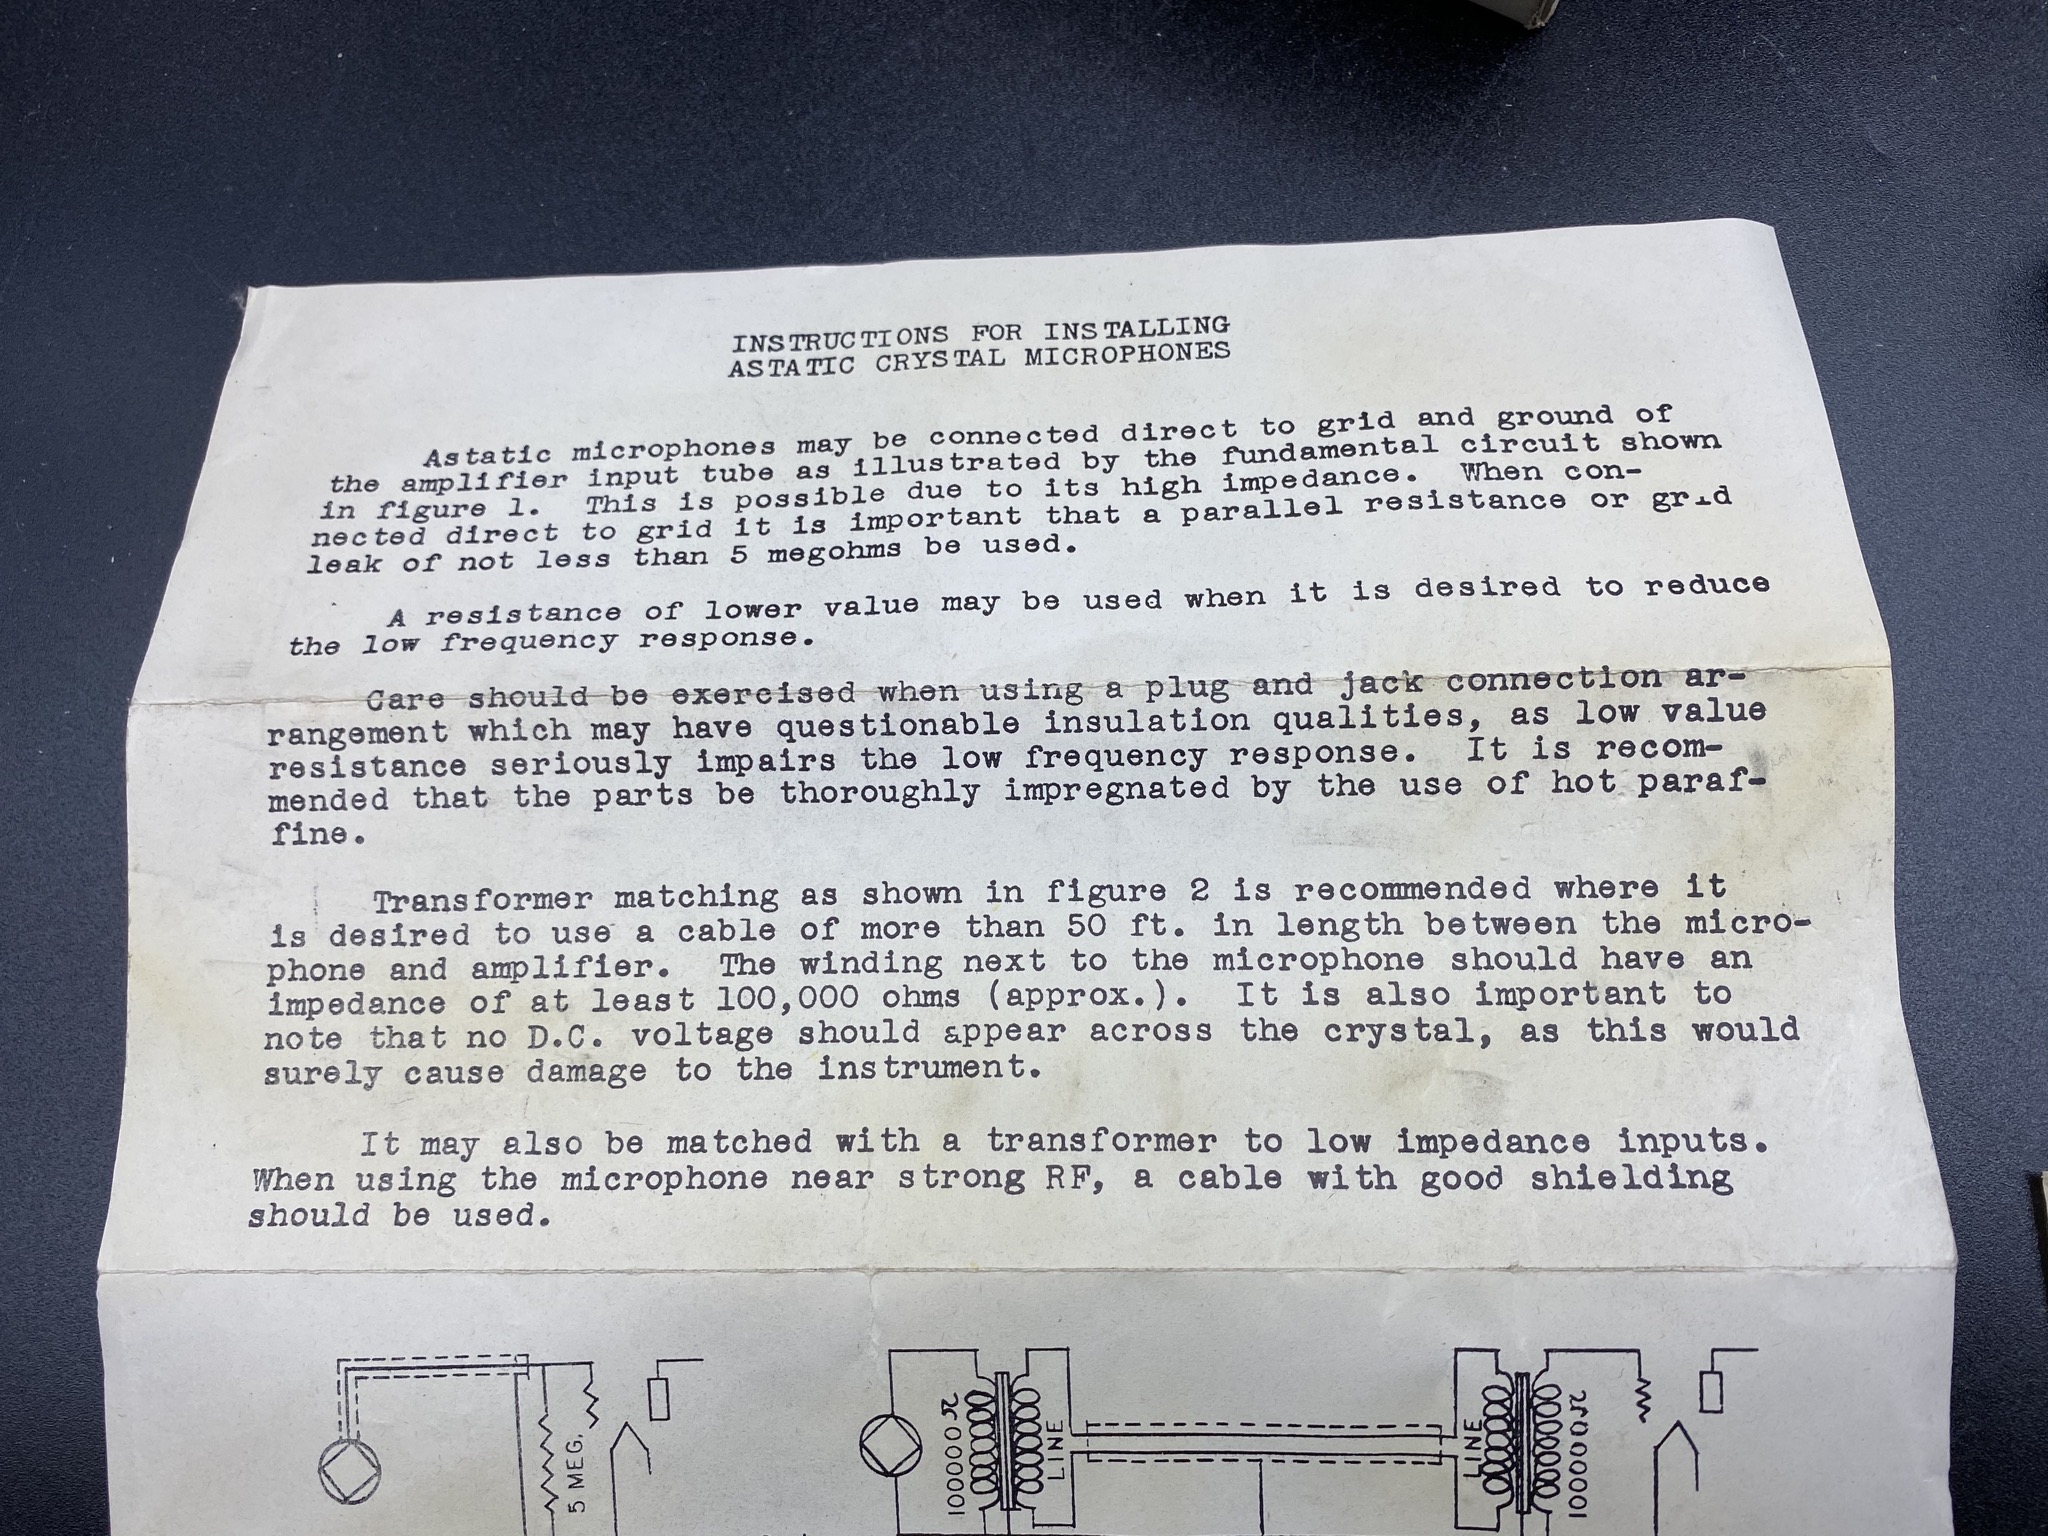 INSTRUCTIONS FOR INSTALLING
ASTATIC CRYSTAL MICROPHONES
Astatic microphones may be connected direct to grid and ground of
the amplifier input tube as illustrated by the fundamental circuit shown
in figure 1. This is possible due to its high impedance. When con-
nected direct to grid it is important that a parallel resistance or grid
leak of not less than 5 megohms be used.
A resistance of lower value may be used when it is desired to reduce
the low frequency response.
Care should be exercised when using a plug and jack connection ar-
rangement which may have questionable insulation qualities, as low value
resistance seriously impairs the low frequency response. It is recom-
mended that the parts be thoroughly impregnated by the use of hot paraf-
fine.
Transformer matching as shown in figure 2 is recommended where it
is desired to use a cable of more than 50 ft. in length between the micro-
phone and amplifier. The winding next to the microphone should have an
impedance of at least 100,000 ohms (approx.). It is also important to
note that no D.C. voltage should appear across the crystal, as this would
surely cause damage to the instrument.
It may also be matched with a transformer to low impedance inputs.
When using the microphone near strong RF, a cable with good shielding
should be used.
5 MEG.
100000Ω
LINE
LINE
100000Ω